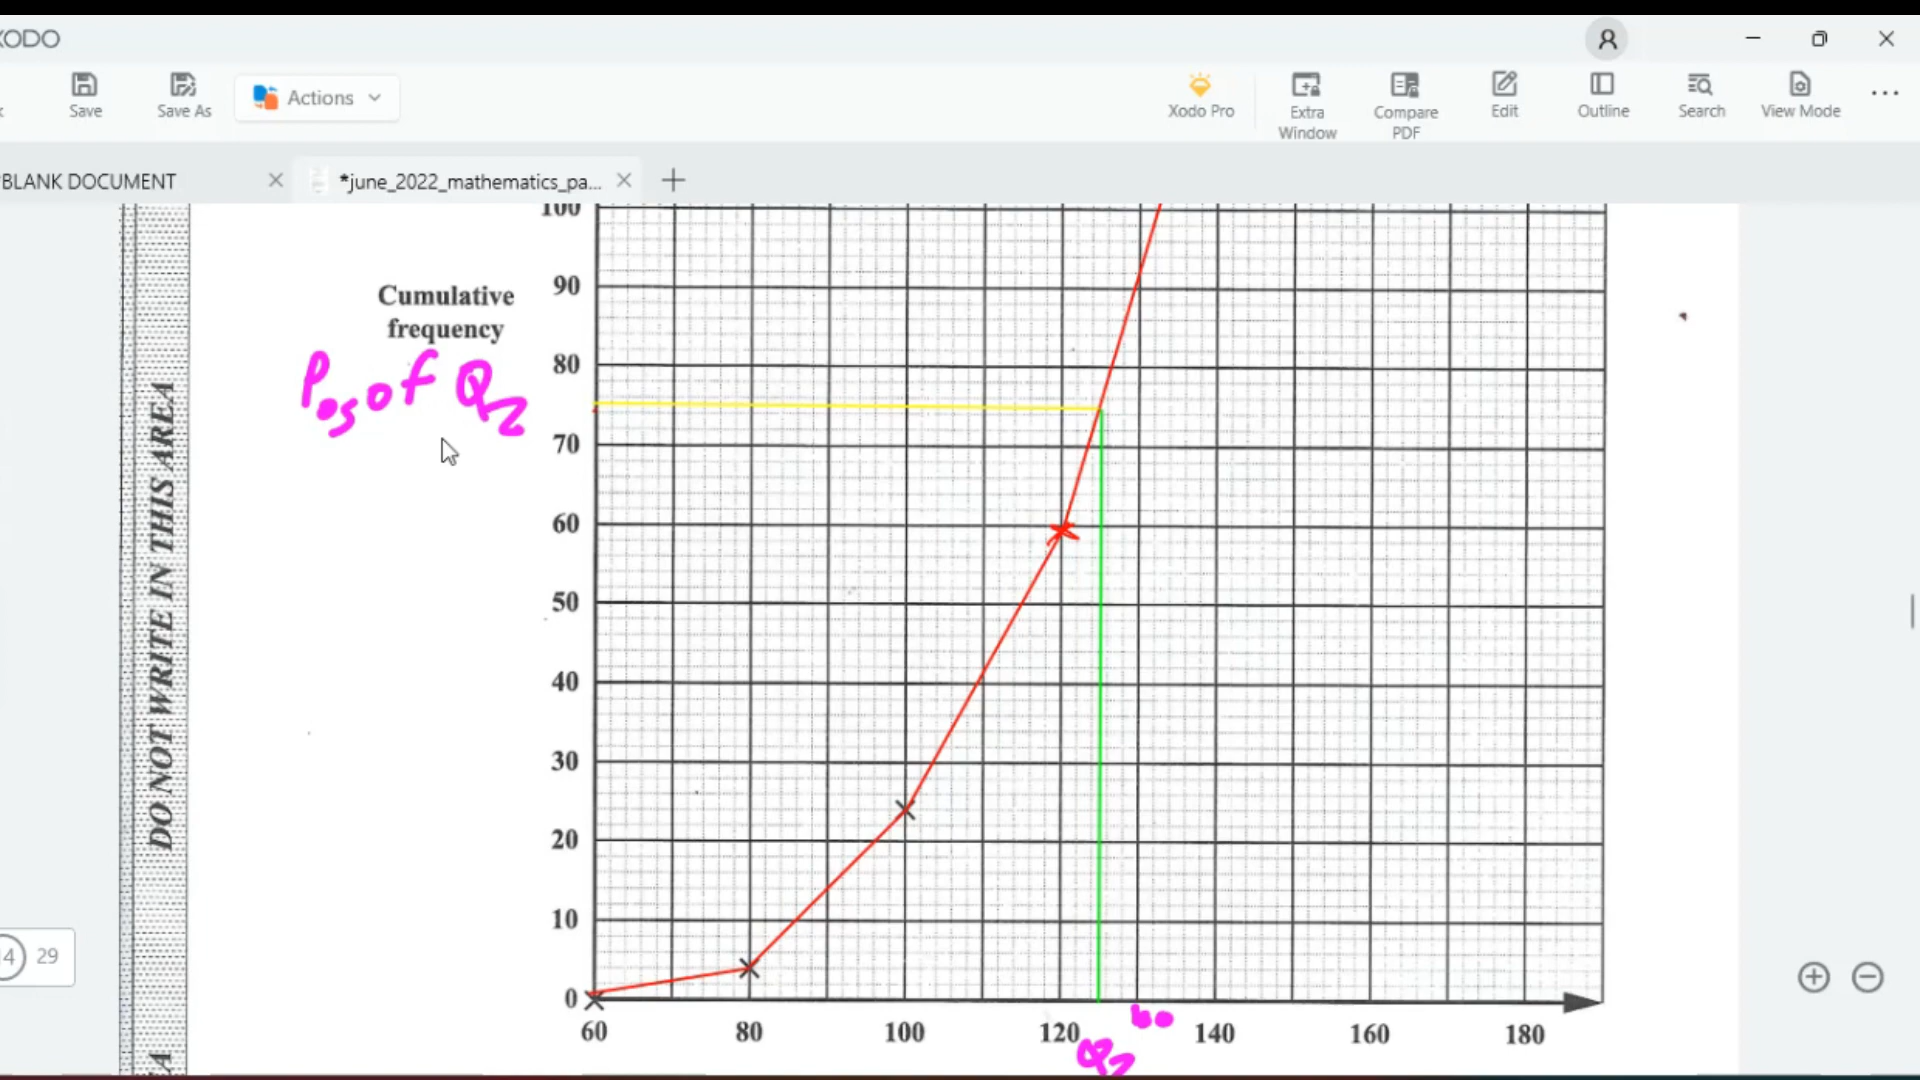 XODO
Save
Save As
Actions
Xodo Pro
Extra Window
Compare PDF
Edit
Outline
Search
View Mode
BLANK DOCUMENT
*june_2022_mathematics_pa...
100
Cumulative
90
frequency
80
Pos of Q2
70
60
50
40
30
20
10
0
60 80 100 120 140 160 180
Q2
DO NOT WRITE IN THIS AREA
29